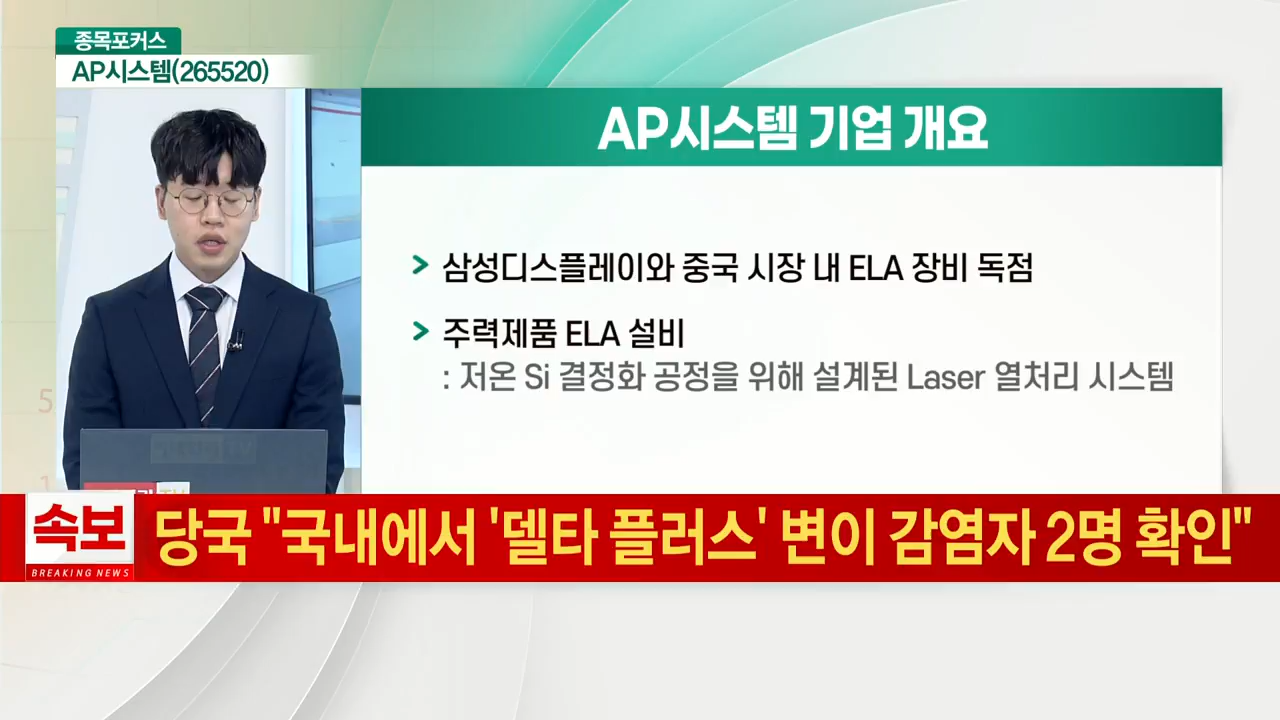 종목포커스
AP시스템(265520)
AP시스템 기업 개요
> 삼성디스플레이와 중국 시장 내 ELA 장비 독점
> 주력제품 ELA 설비
: 저온 Si 결정화 공정을 위해 설계된 Laser 열처리 시스템
속보
BREAKING NEWS
당국 "국내에서 '델타 플러스' 변이 감염자 2명 확인"